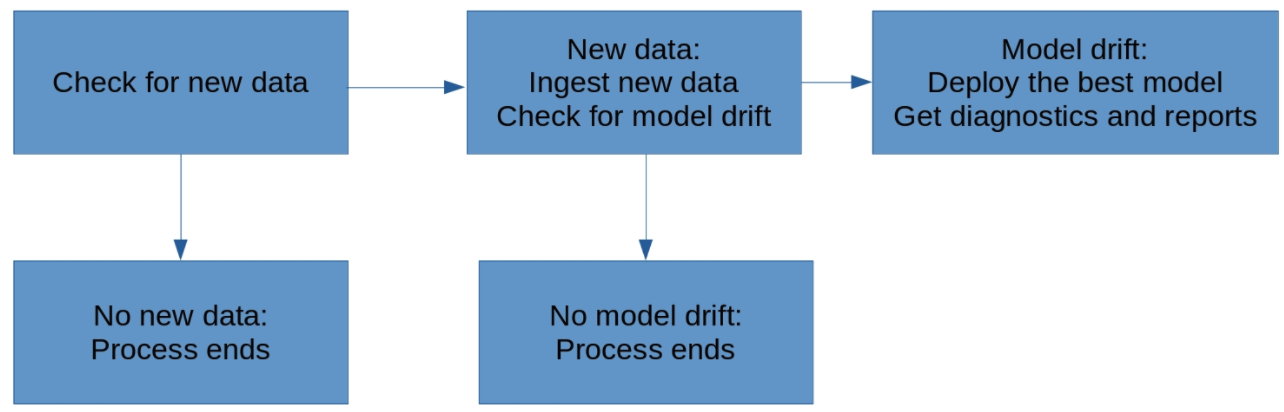 Check for new data
New data:
Ingest new data
Check for model drift
Model drift:
Deploy the best model
Get diagnostics and reports
No new data:
Process ends
No model drift:
Process ends